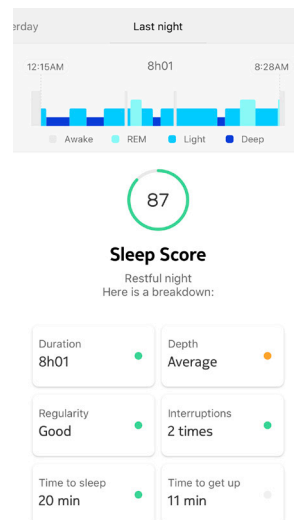 erday
Last night
12:15AM
8h01
8:28AM
Awake
REM
Light
Deep
87
Sleep Score
Restful night
Here is a breakdown:
Duration
8h01
Depth
Average
Regularity
Good
Interruptions
2 times
Time to sleep
20 min
Time to get up
11 min